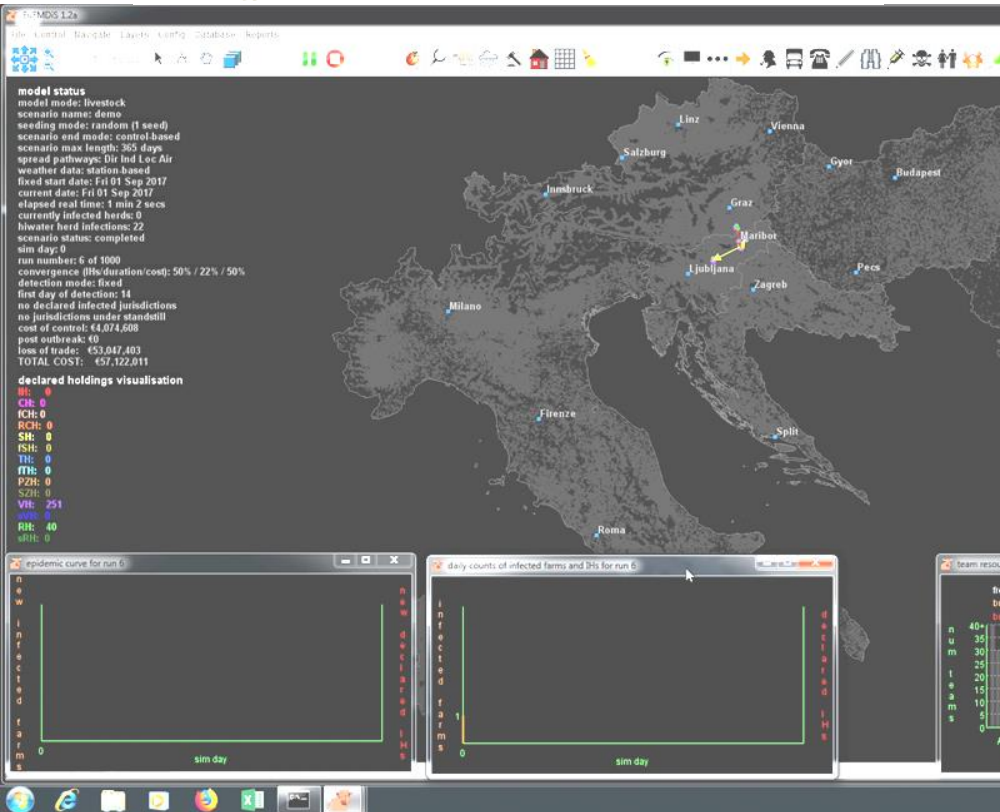 EuFMDiS 1.2a
File Control Navigate Layers Config Database Reports
model status
model mode: livestock
scenario name: demo
seeding mode: random (1 seed)
scenario end mode: control-based
scenario max length: 365 days
spread pathways: Dir Ind Loc Air
weather data: station-based
fixed start date: Fri 01 Sep 2017
current date: Fri 01 Sep 2017
elapsed real time: 1 min 2 secs
currently infected herds: 0
hiwater herd infections: 22
scenario status: completed
sim day: 0
run number: 6 of 1000
convergence (IHs/duration/cost): 50% / 22% / 50%
detection mode: fixed
first day of detection: 14
no declared infected jurisdictions
no jurisdictions under standstill
cost of control: €4,074,608
post outbreak: €0
loss of trade: €53,047,403
TOTAL COST: €57,122,011
declared holdings visualisation
IH: 0
CH: 0
fCH: 0
RCH: 0
SH: 0
fSH: 0
TH: 0
fTH: 0
PZH: 0
SZH: 0
VH: 251
RH: 40
sRH: 0
Linz
Vienna
Salzburg
Gyor
Budapest
Innsbruck
Graz
Maribor
Ljubljana
Pecs
Zagreb
Milano
Firenze
Split
Roma
epidemic curve for run 6
new infected farms
new declared IHs
0
sim day
daily counts of infected farms and IHs for run 6
infected farms
declared IHs
1
0
sim day
team resou
num teams
40+
35
30
25
20
15
10
5
0